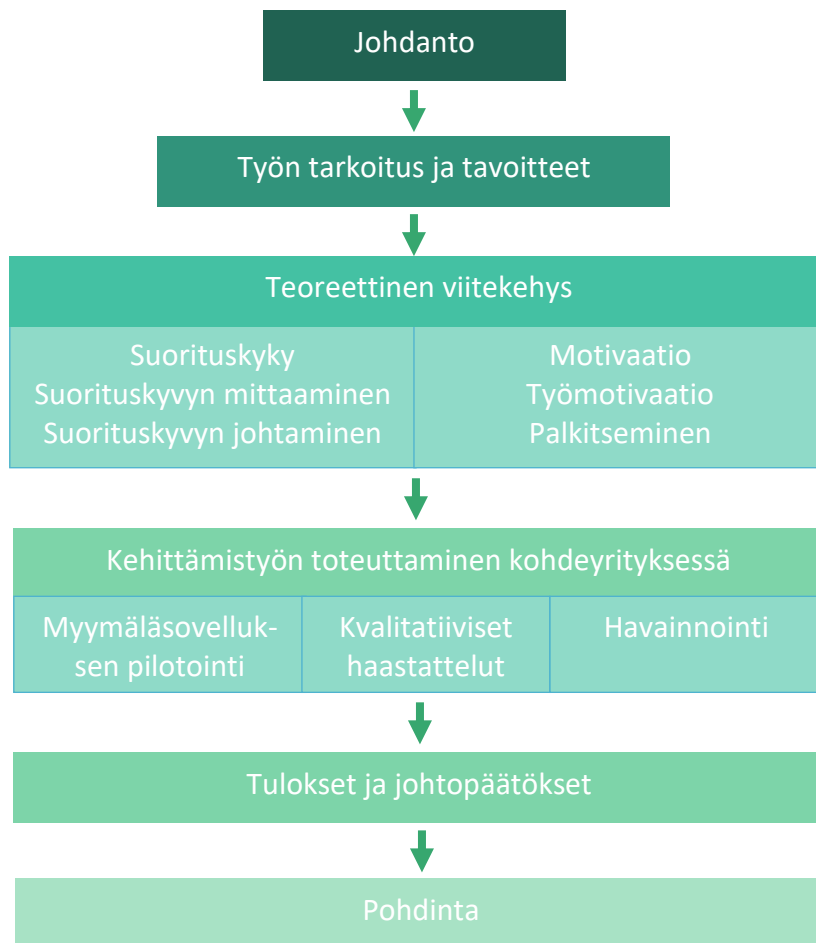 Johdanto
Työn tarkoitus ja tavoitteet
Teoreettinen viitekehys
Suorituskyky
Suorituskyvyn mittaaminen
Suorituskyvyn johtaminen
Motivaatio
Työmotivaatio
Palkitseminen
Kehittämistyön toteuttaminen kohdeyrityksessä
Myymäläsovelluk-
sen pilotointi
Kvalitatiiviset
haastattelut
Havainnointi
Tulokset ja johtopäätökset
Pohdinta